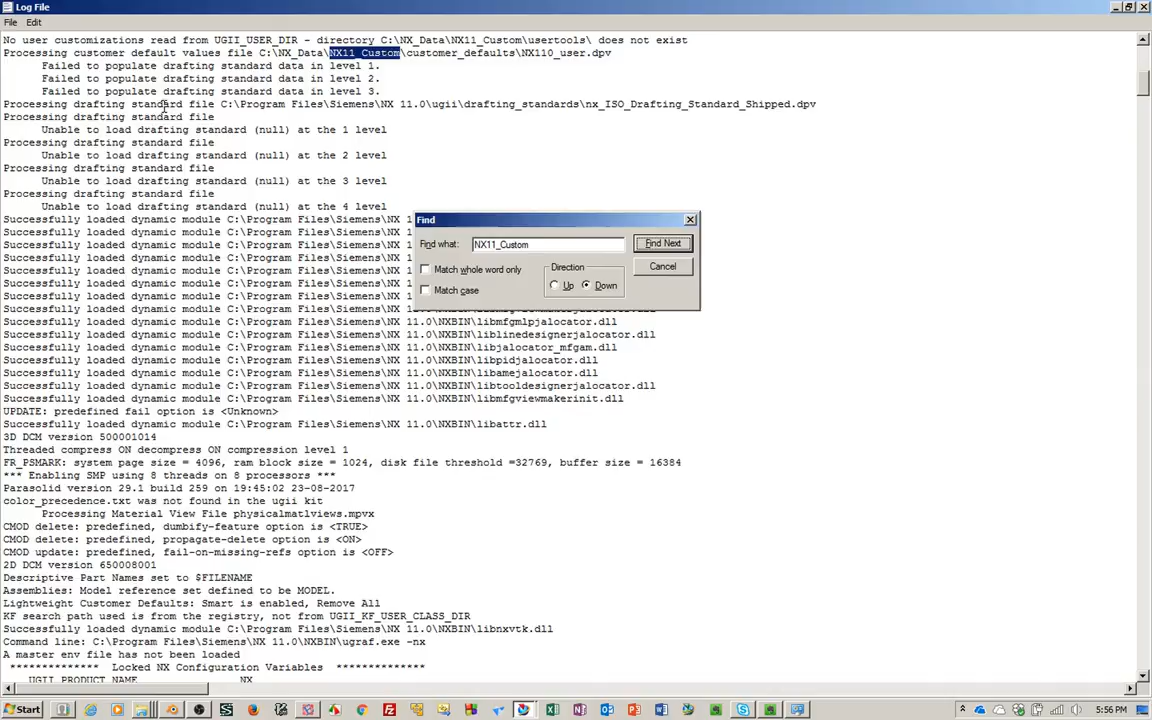 Log File
File Edit
No user customizations read from UGII_USER_DIR - directory C:\NX_Data\NX11_Custom\usertools\ does not exist
Processing customer default values file C:\NX_Data\NX11_Custom\customer_defaults\NX110_user.dpv
Failed to populate drafting standard data in level 1.
Failed to populate drafting standard data in level 2.
Failed to populate drafting standard data in level 3.
Processing drafting standard file C:\Program Files\Siemens\NX 11.0\ugii\drafting_standards\nx_ISO_Drafting_Standard_Shipped.dpv
Processing drafting standard file
Unable to load drafting standard (null) at the 1 level
Processing drafting standard file
Unable to load drafting standard (null) at the 2 level
Processing drafting standard file
Unable to load drafting standard (null) at the 3 level
Processing drafting standard file
Unable to load drafting standard (null) at the 4 level
Successfully loaded dynamic module C:\Program Files\Siemens\NX 1
Successfully loaded dynamic module C:\Program Files\Siemens\NX 1
Successfully loaded dynamic module C:\Program Files\Siemens\NX 1
Successfully loaded dynamic module C:\Program Files\Siemens\NX 1
Successfully loaded dynamic module C:\Program Files\Siemens\NX 1
Successfully loaded dynamic module C:\Program Files\Siemens\NX 1
Successfully loaded dynamic module C:\Program Files\Siemens\NX 1
Successfully loaded dynamic module C:\Program Files\Siemens\NX
Successfully loaded dynamic module C:\Program Files\Siemens\NX 11.0\NXBIN\libmfgmlpjalocator.dll
Successfully loaded dynamic module C:\Program Files\Siemens\NX 11.0\NXBIN\liblinedesignerjalocator.dll
Successfully loaded dynamic module C:\Program Files\Siemens\NX 11.0\NXBIN\libjalocator_mfgam.dll
Successfully loaded dynamic module C:\Program Files\Siemens\NX 11.0\NXBIN\libpidjalocator.dll
Successfully loaded dynamic module C:\Program Files\Siemens\NX 11.0\NXBIN\libamejalocator.dll
Successfully loaded dynamic module C:\Program Files\Siemens\NX 11.0\NXBIN\libtooldesignerjalocator.dll
Successfully loaded dynamic module C:\Program Files\Siemens\NX 11.0\NXBIN\libmfgviewmakerinit.dll
UPDATE: predefined fail option is <Unknown>
Successfully loaded dynamic module C:\Program Files\Siemens\NX 11.0\NXBIN\libattr.dll
3D DCM version 500001014
Threaded compress ON decompress ON compression level 1
FR_PSMARK: system page size = 4096, ram block size = 1024, disk file threshold =32769, buffer size = 16384
*** Enabling SMP using 8 threads on 8 processors ***
Parasolid version 29.1 build 259 on 19:45:02 23-08-2017
color_precedence.txt was not found in the ugii kit
Processing Material View File physicalmatlviews.mpvx
CMOD delete: predefined, dumbify-feature option is <TRUE>
CMOD delete: predefined, propagate-delete option is <ON>
CMOD update: predefined, fail-on-missing-refs option is <OFF>
2D DCM version 650008001
Descriptive Part Names set to $FILENAME
Assemblies: Model reference set defined to be MODEL.
Lightweight Customer Defaults: Smart is enabled, Remove All
KF search path used is from the registry, not from UGII_KF_USER_CLASS_DIR
Successfully loaded dynamic module C:\Program Files\Siemens\NX 11.0\NXBIN\libnxvtk.dll
Command line: C:\Program Files\Siemens\NX 11.0\NXBIN\ugraf.exe -nx
A master env file has not been loaded
************** Locked NX Configuration Variables **************
UGII_PRODUCT_NAME NX
Find
Find what: NX11_Custom Find Next
Match whole word only Direction Cancel
Match case Up Down
Start 5:56 PM